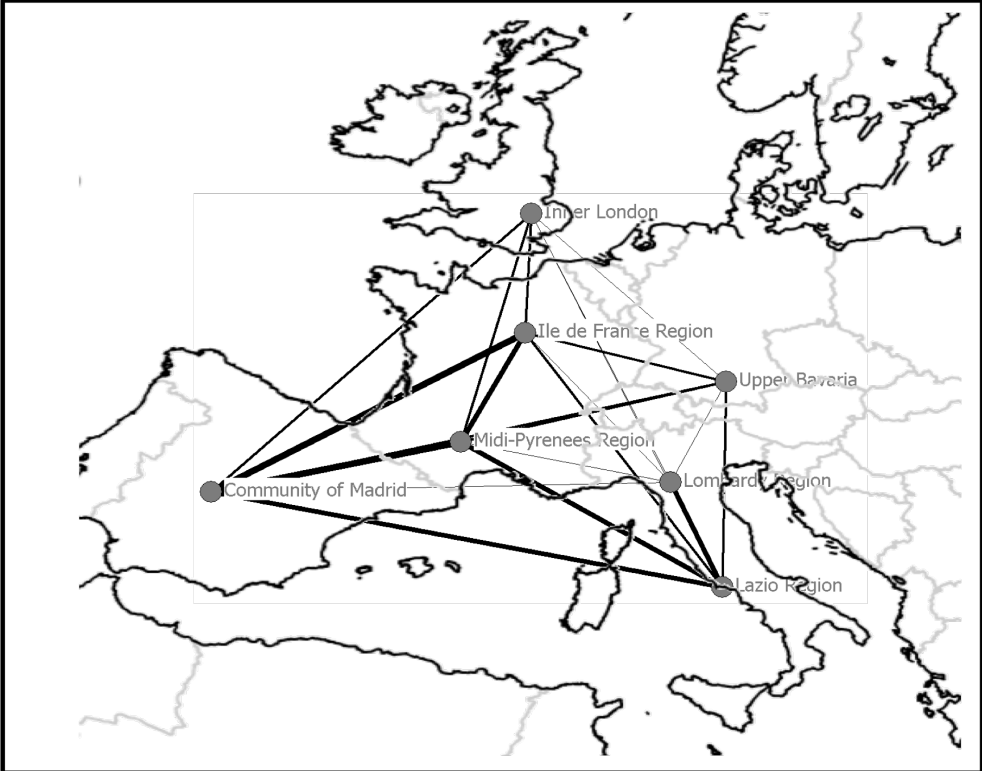 Inner London
Ile de France Region
Upper Bavaria
Midi-Pyrenees Region
Lombardy Region
Community of Madrid
Lazio Region